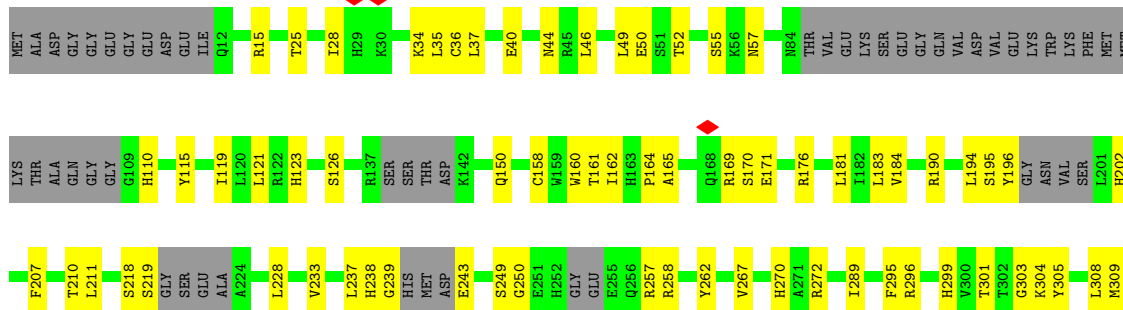 MET ALA ASP GLY GLY GLU GLY GLU ASP GLU ILE Q12 R15 T25 I28 H29 K30 K34 L35 C36 L37 E40 N44 R45 L46 L49 E50 S51 T52 S55 K56 N57 N84 THR VAL GLU LYS SER GLU GLY GLN VAL ASP VAL GLU LYS TRP LYS PHE MET
LYS THR ALA GLN GLY GLY G109 H110 Y115 I119 L120 L121 R122 H123 S126 R137 SER SER THR ASP K142 Q150 C158 W159 W160 T161 I162 H163 P164 A165 Q168 R169 S170 E171 R176 L181 I182 L183 V184 R190 L194 S195 Y196 GLY ASN VAL SER L201 H202
F207 T210 L211 S218 S219 GLY SER GLU ALA A224 L228 V233 L237 H238 G239 HIS MET ASP E243 S249 G250 E251 H252 GLY GLU E255 Q256 R257 R258 Y262 V267 H270 A271 R272 I289 F295 R296 H299 V300 T301 T302 G303 K304 Y305 L308 M309